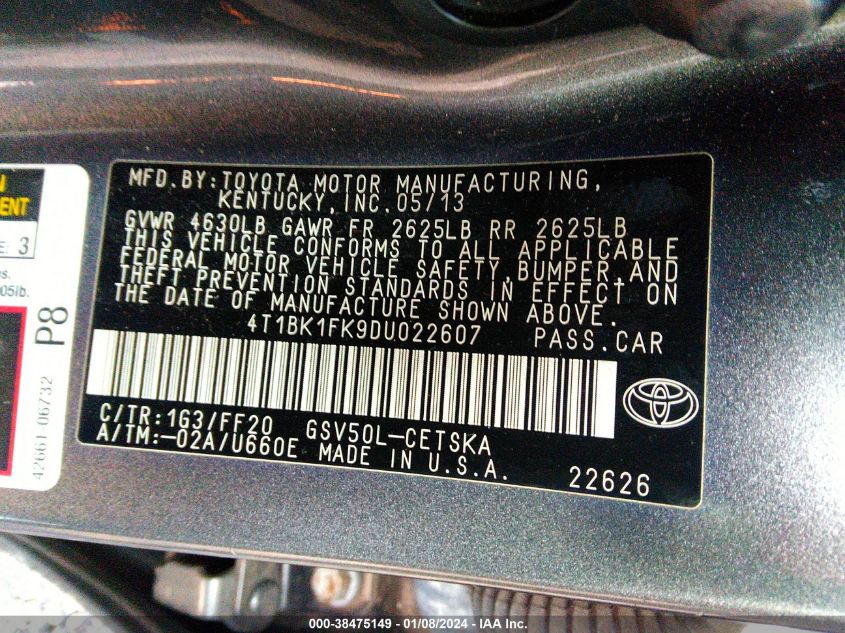 N
MENT
E: 3
s.
05lb.
P8
42661-06732
MFD.BY:TOYOTA MOTOR MANUFACTURING,
KENTUCKY, INC.05/13
GVWR 4630LB GAWR FR 2625LB RR 2625LB
THIS VEHICLE CONFORMS TO ALL APPLICABLE
FEDERAL MOTOR VEHICLE SAFETY,BUMPER,AND
THEFT PREVENTION STANDARDS IN EFFECT ON
THE DATE OF MANUFACTURE SHOWN ABOVE.
4T1BK1FK9DU022607 PASS.CAR
C/TR:1G3/FF20 GSV50L-CETSKA
A/TM:-02A/U660E MADE IN U.S.A.
22626
000-38475149 | 01/08/2024 | IAA Inc.